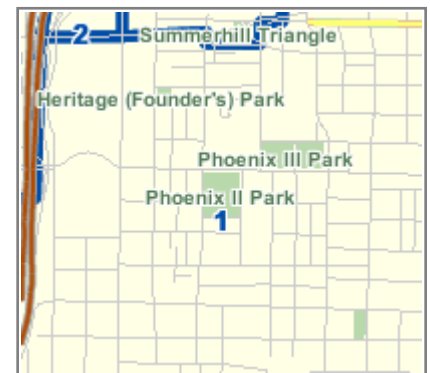 2
Summerhill Triangle
Heritage (Founder's) Park
Phoenix III Park
Phoenix II Park
1